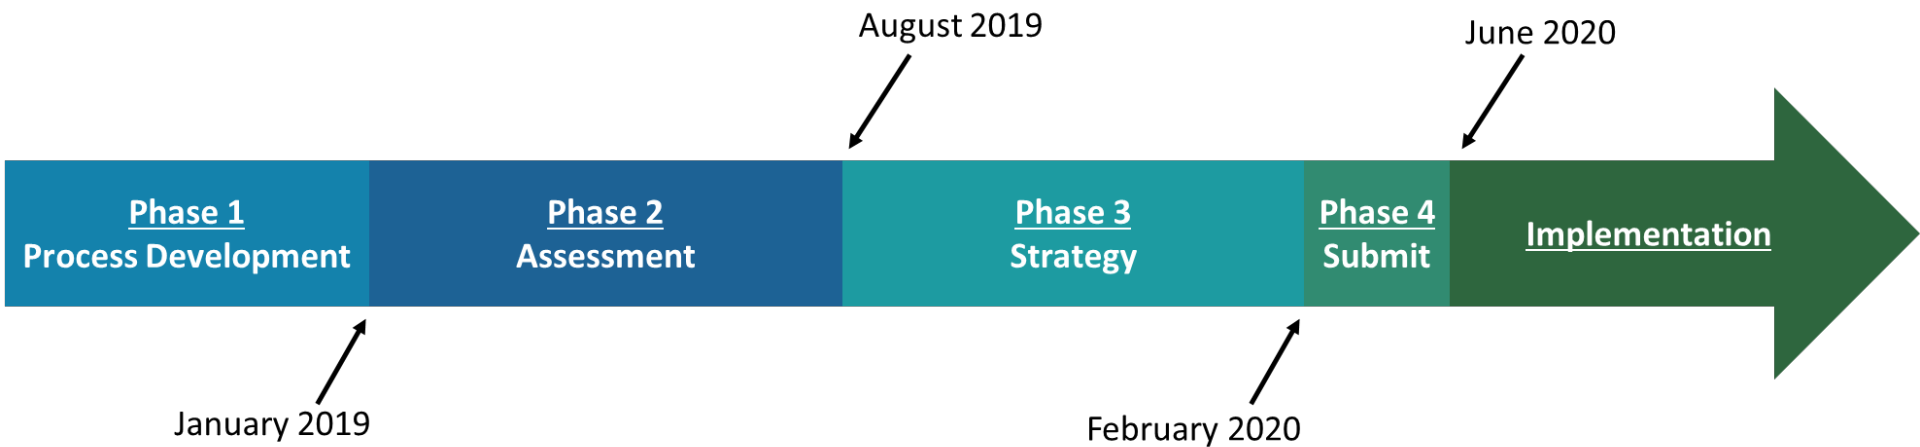 August 2019
June 2020
Phase 1
Process Development
Phase 2
Assessment
Phase 3
Strategy
Phase 4
Submit
Implementation
January 2019
February 2020